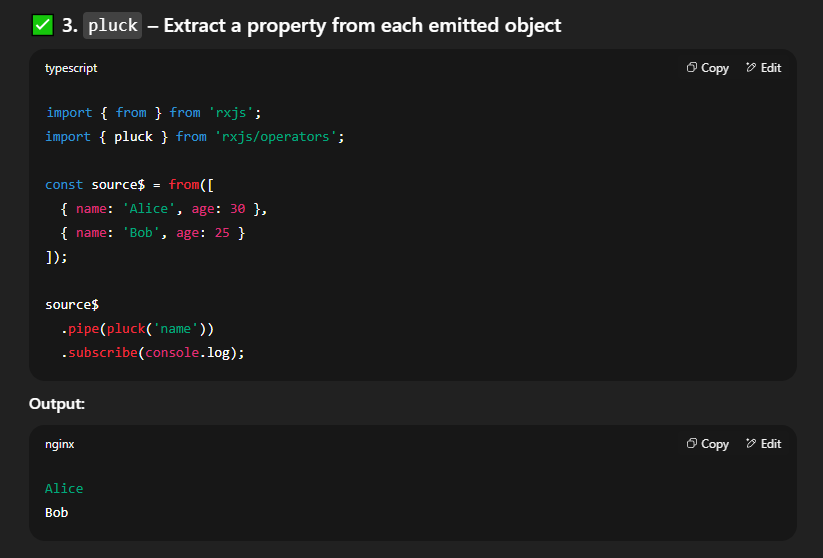 ✅ 3. pluck – Extract a property from each emitted object
typescript
Copy Edit
import { from } from 'rxjs';
import { pluck } from 'rxjs/operators';
const source$ = from([
{ name: 'Alice', age: 30 },
{ name: 'Bob', age: 25 }
]);
source$
.pipe(pluck('name'))
.subscribe(console.log);
Output:
nginx
Copy Edit
Alice
Bob